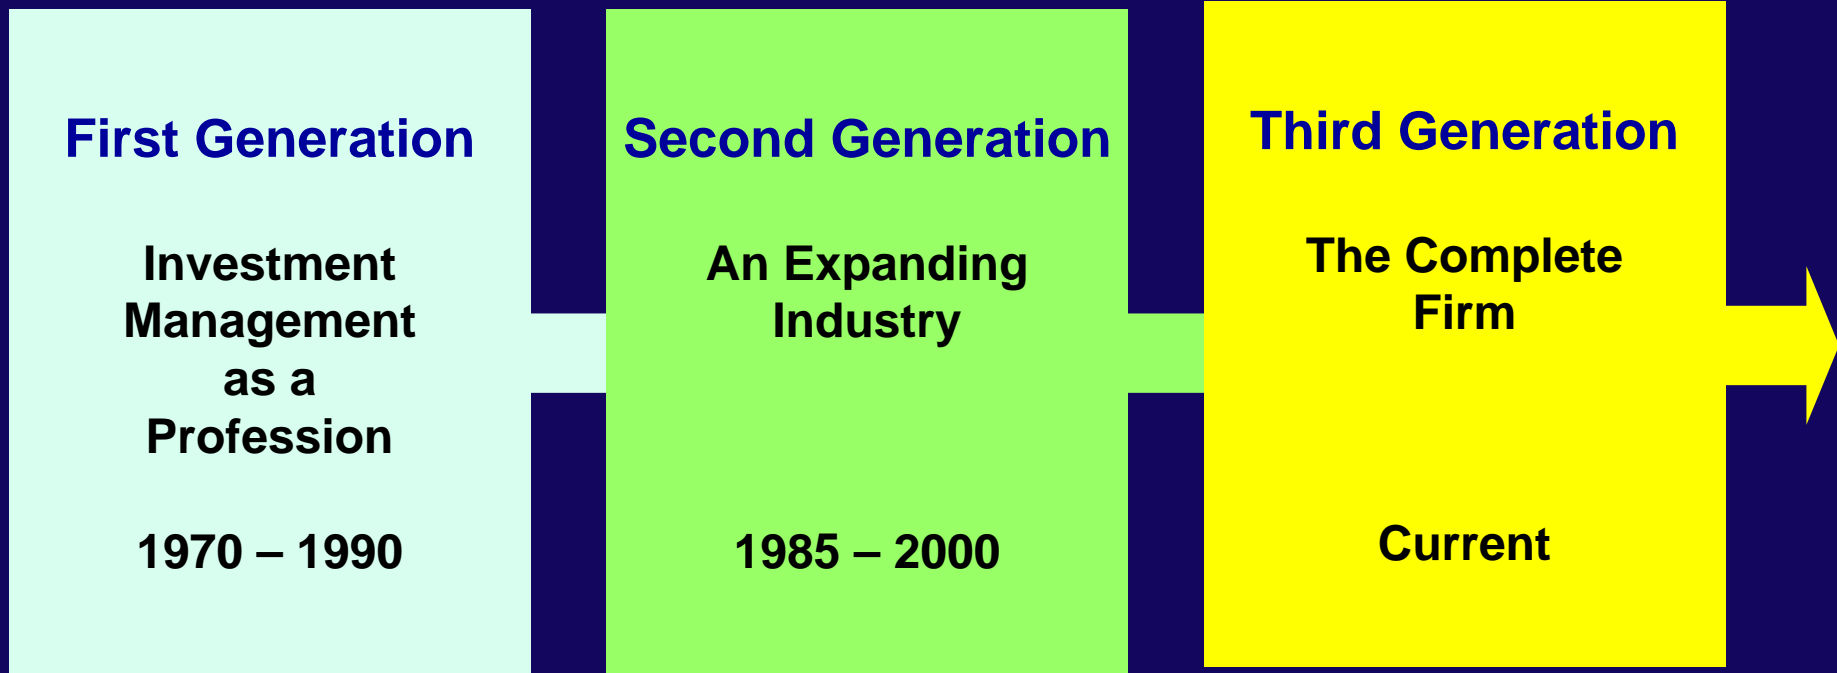 First Generation
Investment
Management
as a
Profession
1970 – 1990
Second Generation
An Expanding
Industry
1985 – 2000
Third Generation
The Complete
Firm
Current